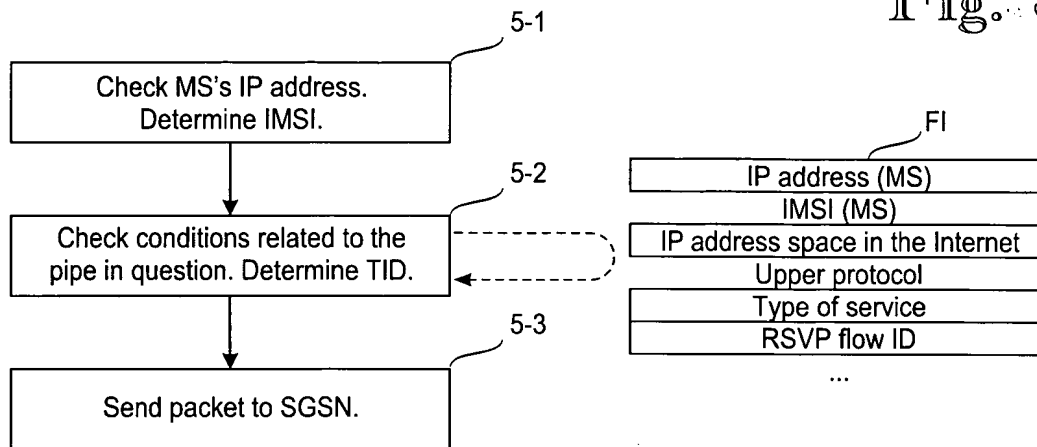 Fig.
5-1
Check MS's IP address.
Determine IMSI.
5-2
Check conditions related to the
pipe in question. Determine TID.
5-3
Send packet to SGSN.
FI
IP address (MS)
IMSI (MS)
IP address space in the Internet
Upper protocol
Type of service
RSVP flow ID
...